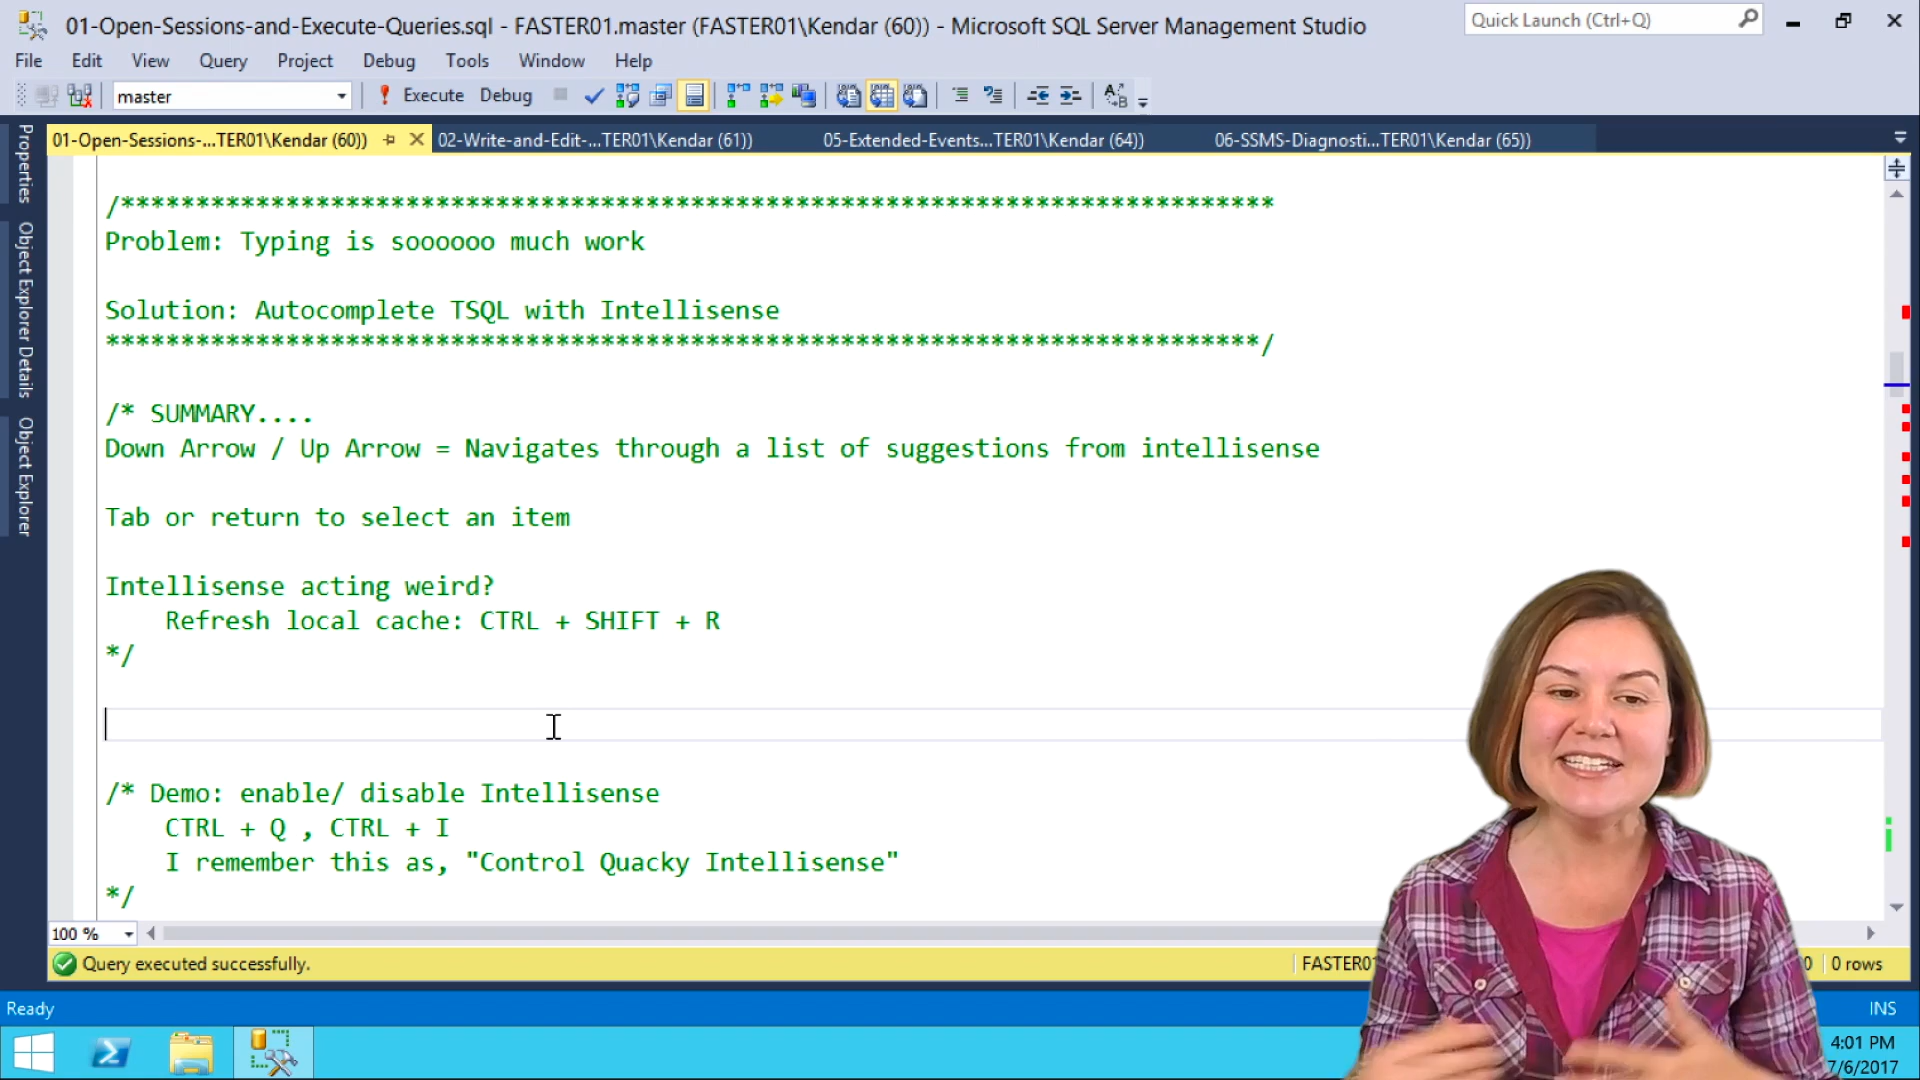 01-Open-Sessions-and-Execute-Queries.sql - FASTER01.master (FASTER01\Kendar (60)) - Microsoft SQL Server Management Studio
Quick Launch (Ctrl+Q)
File Edit View Query Project Debug Tools Window Help
master Execute Debug
01-Open-Sessions-...TER01\Kendar (60)) 02-Write-and-Edit-...TER01\Kendar (61)) 05-Extended-Events...TER01\Kendar (64)) 06-SSMS-Diagnosti...TER01\Kendar (65))
Properties
Object Explorer Details
Object Explorer
/*****************************************************************************
Problem: Typing is soooooo much work
Solution: Autocomplete TSQL with Intellisense
*****************************************************************************/
/* SUMMARY....
Down Arrow / Up Arrow = Navigates through a list of suggestions from intellisense
Tab or return to select an item
Intellisense acting weird?
Refresh local cache: CTRL + SHIFT + R
*/
/* Demo: enable/ disable Intellisense
CTRL + Q , CTRL + I
I remember this as, "Control Quacky Intellisense"
*/
100 %
Query executed successfully. FASTER01 0 0 rows
Ready INS
4:01 PM
7/6/2017